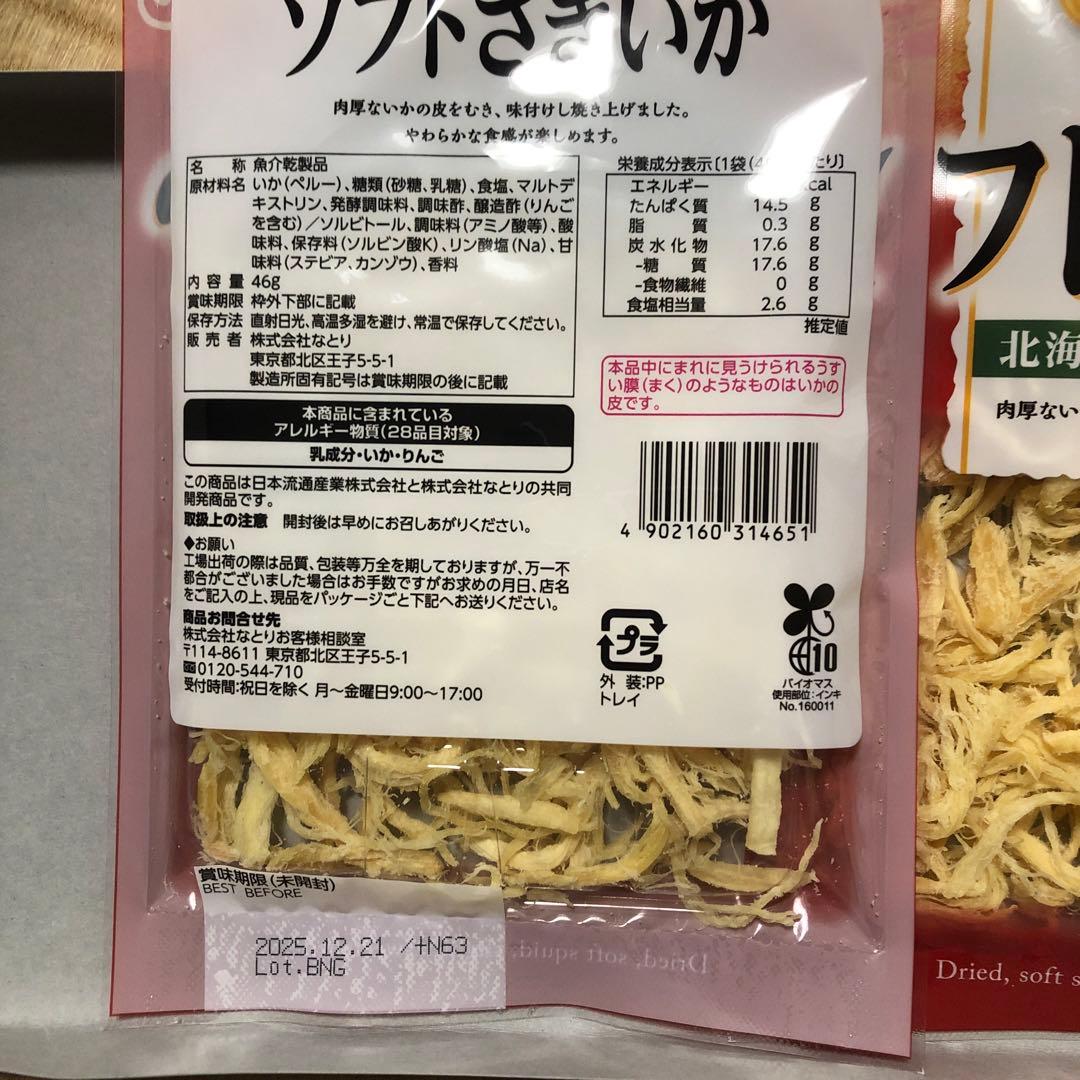 ソフトさきいか
肉厚ないかの皮をむき、味付けし焼き上げました。
やわらかな食感が楽しめます。
名 称 魚介乾製品
原材料名 いか(ペルー)、糖類(砂糖、乳糖)、食塩、マルトデ
キストリン、発酵調味料、調味酢、醸造酢(りんご
を含む)/ソルビトール、調味料(アミノ酸等)、酸
味料、保存料(ソルビン酸K)、リン酸塩(Na)、甘
味料(ステビア、カンゾウ)、香料
内 容 量 46g
賞味期限 枠外下部に記載
保存方法 直射日光、高温多湿を避け、常温で保存してください。
販 売 者 株式会社なとり
東京都北区王子5-5-1
製造所固有記号は賞味期限の後に記載
本商品に含まれている
アレルギー物質(28品目対象)
乳成分・いか・りんご
この商品は日本流通産業株式会社と株式会社なとりの共同
開発商品です。
取扱上の注意 開封後は早めにお召しあがりください。
◆お願い
工場出荷の際は品質、包装等万全を期しておりますが、万一不
都合がございました場合はお手数ですがお求めの月日、店名
をご記入の上、現品をパッケージごと下記へお送りください。
商品お問合せ先
株式会社なとりお客様相談室
〒114-8611 東京都北区王子5-5-1
0120-544-710
受付時間:祝日を除く 月〜金曜日9:00〜17:00
栄養成分表示〔1袋(4 たり〕
エネルギー cal
たんぱく質 14.5 g
脂 質 0.3 g
炭水化物 17.6 g
-糖 質 17.6 g
-食物繊維 0 g
食塩相当量 2.6 g
推定値
本品中にまれに見うけられるうす
い膜(まく)のようなものはいかの
皮です。
4 902160 314651
プラ
外 装:PP
トレイ
10
バイオマス
使用部位:インキ
No.160011
賞味期限(未開封)
BEST BEFORE
2025.12.21 /+N63
Lot.BNG
Dried, soft squid.
フト
北海
肉厚ない
Dried, soft s